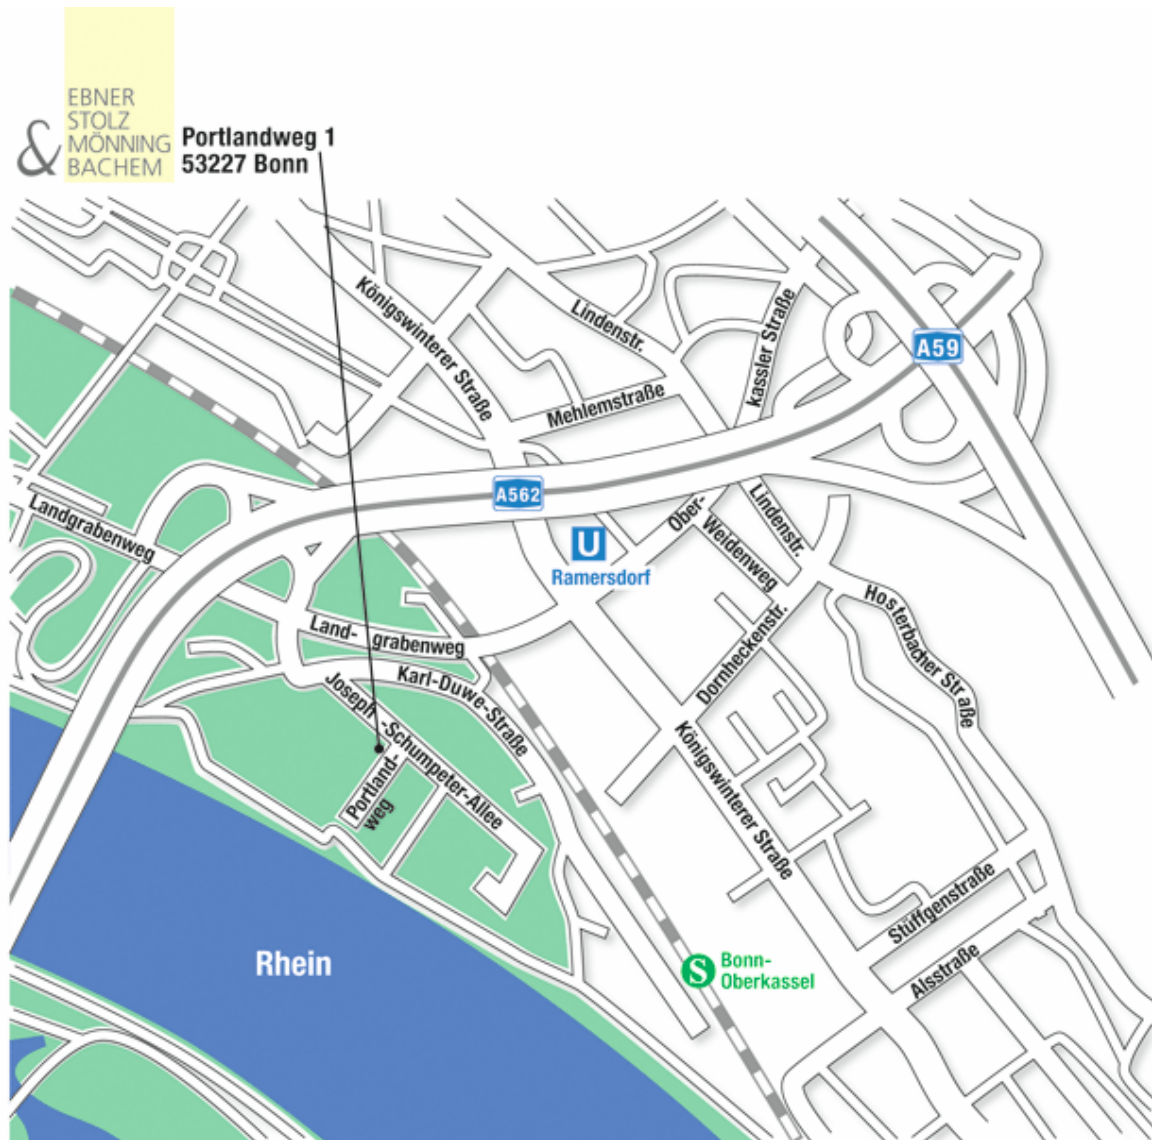 EBNER
STOLZ
& MÖNNING
BACHEM
Portlandweg 1
53227 Bonn
Königswinterer Straße
Lindenstr.
kassler Straße
A59
Mehlemstraße
A562
Landgrabenweg
Ober-
Lindenstr.
Weidenweg
U
Ramersdorf
Hosterbacher Straße
Land- grabenweg
Dornheckenstr.
Karl-Duwe-Straße
Joseph-Schumpeter-Allee
Portland-
weg
Königswinterer Straße
Stüffgenstraße
Alsstraße
Rhein
S
Bonn-
Oberkassel